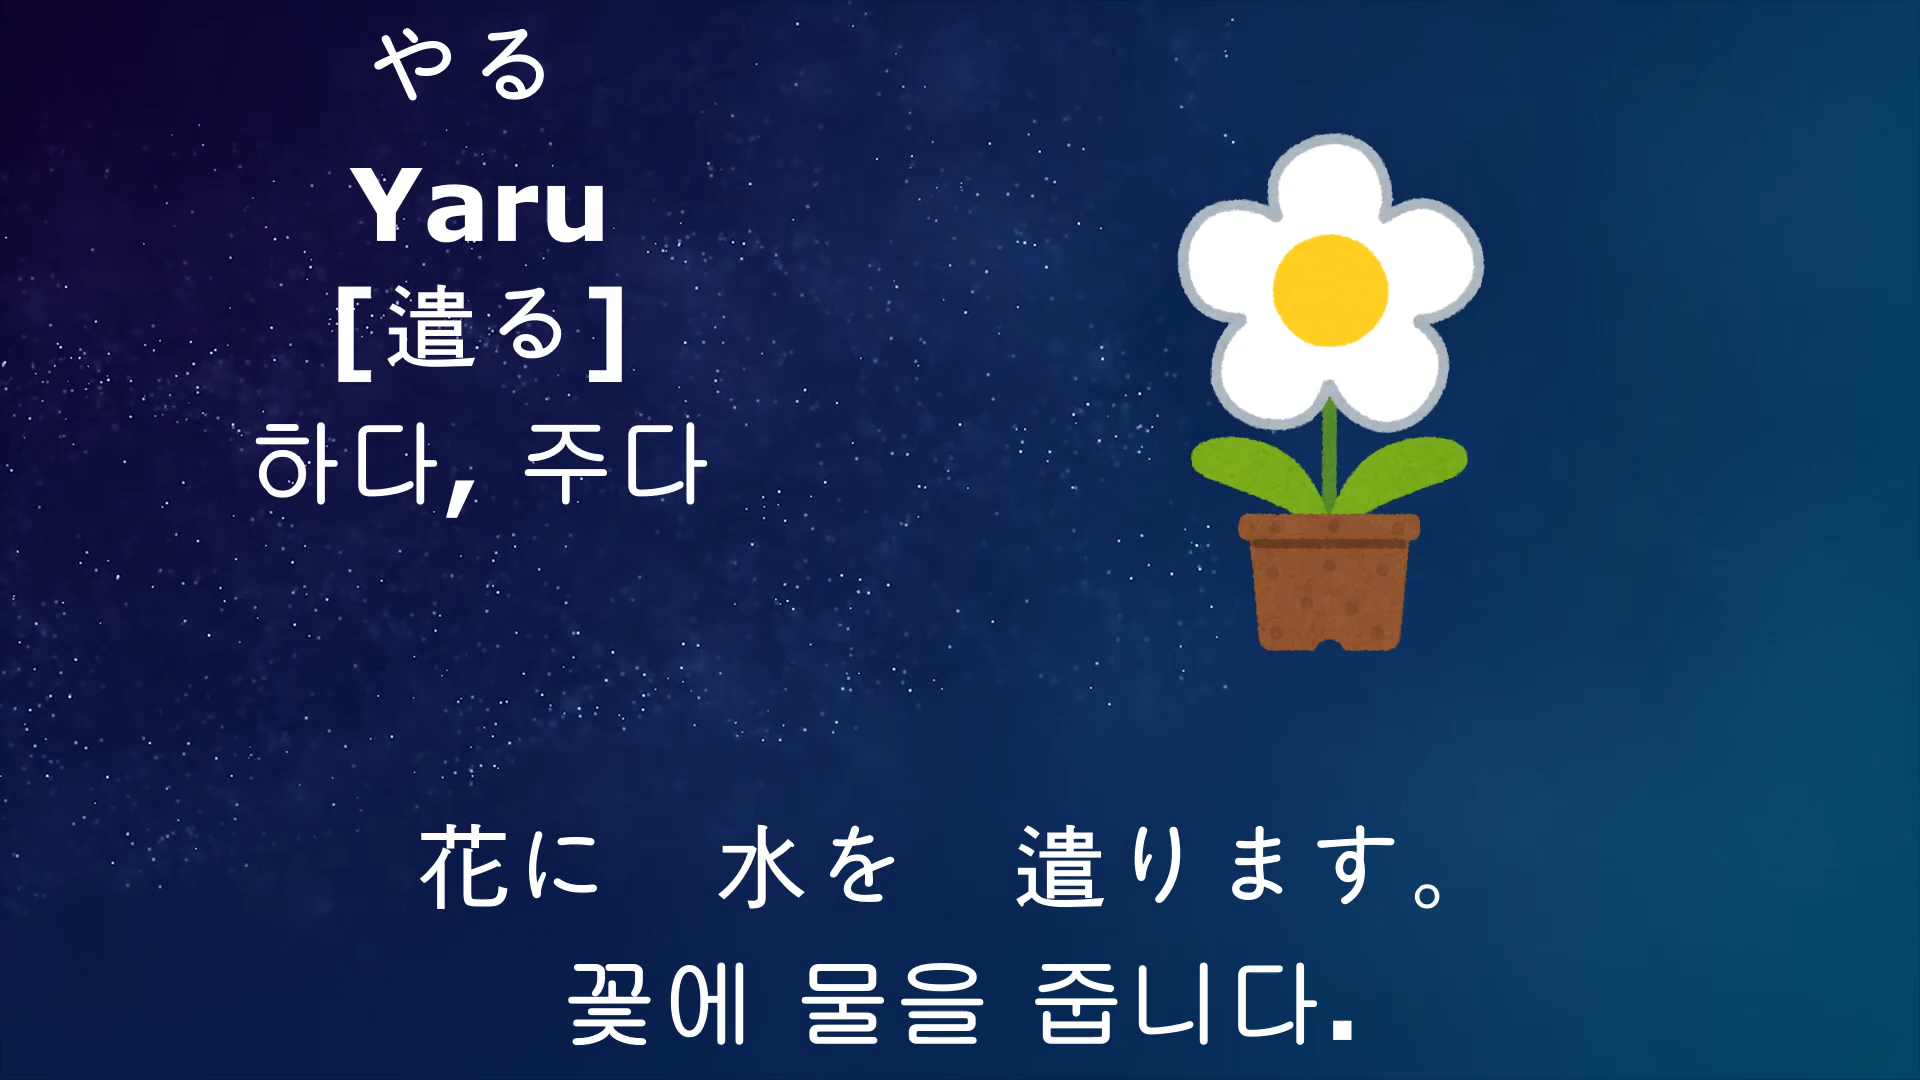 やる
Yaru
[遣る]
하다, 주다
花に　水を　遣ります。
꽃에 물을 줍니다.